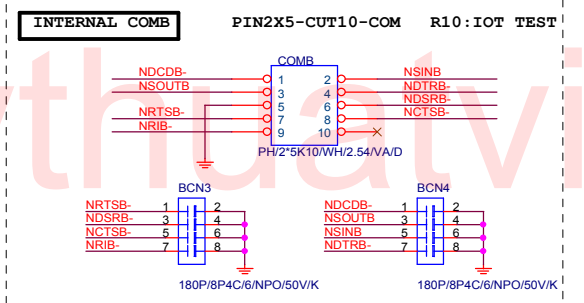 INTERNAL COMB PIN2X5-CUT10-COM R10:IOT TEST
COMB
NDCDB- 1 2 NSINB
NSOUTB 3 4 NDTRB-
5 6 NDSRB-
NRTSB- 7 8 NCTSB-
NRIB- 9 10
PH/2*5K10/WH/2.54/VA/D
BCN3 BCN4
NRTSB- 1 2 NDCDB- 1 2
NDSRB- 3 4 NSOUTB 3 4
NCTSB- 5 6 NSINB 5 6
NRIB- 7 8 NDTRB- 7 8
180P/8P4C/6/NPO/50V/K 180P/8P4C/6/NPO/50V/K
ythuatvi